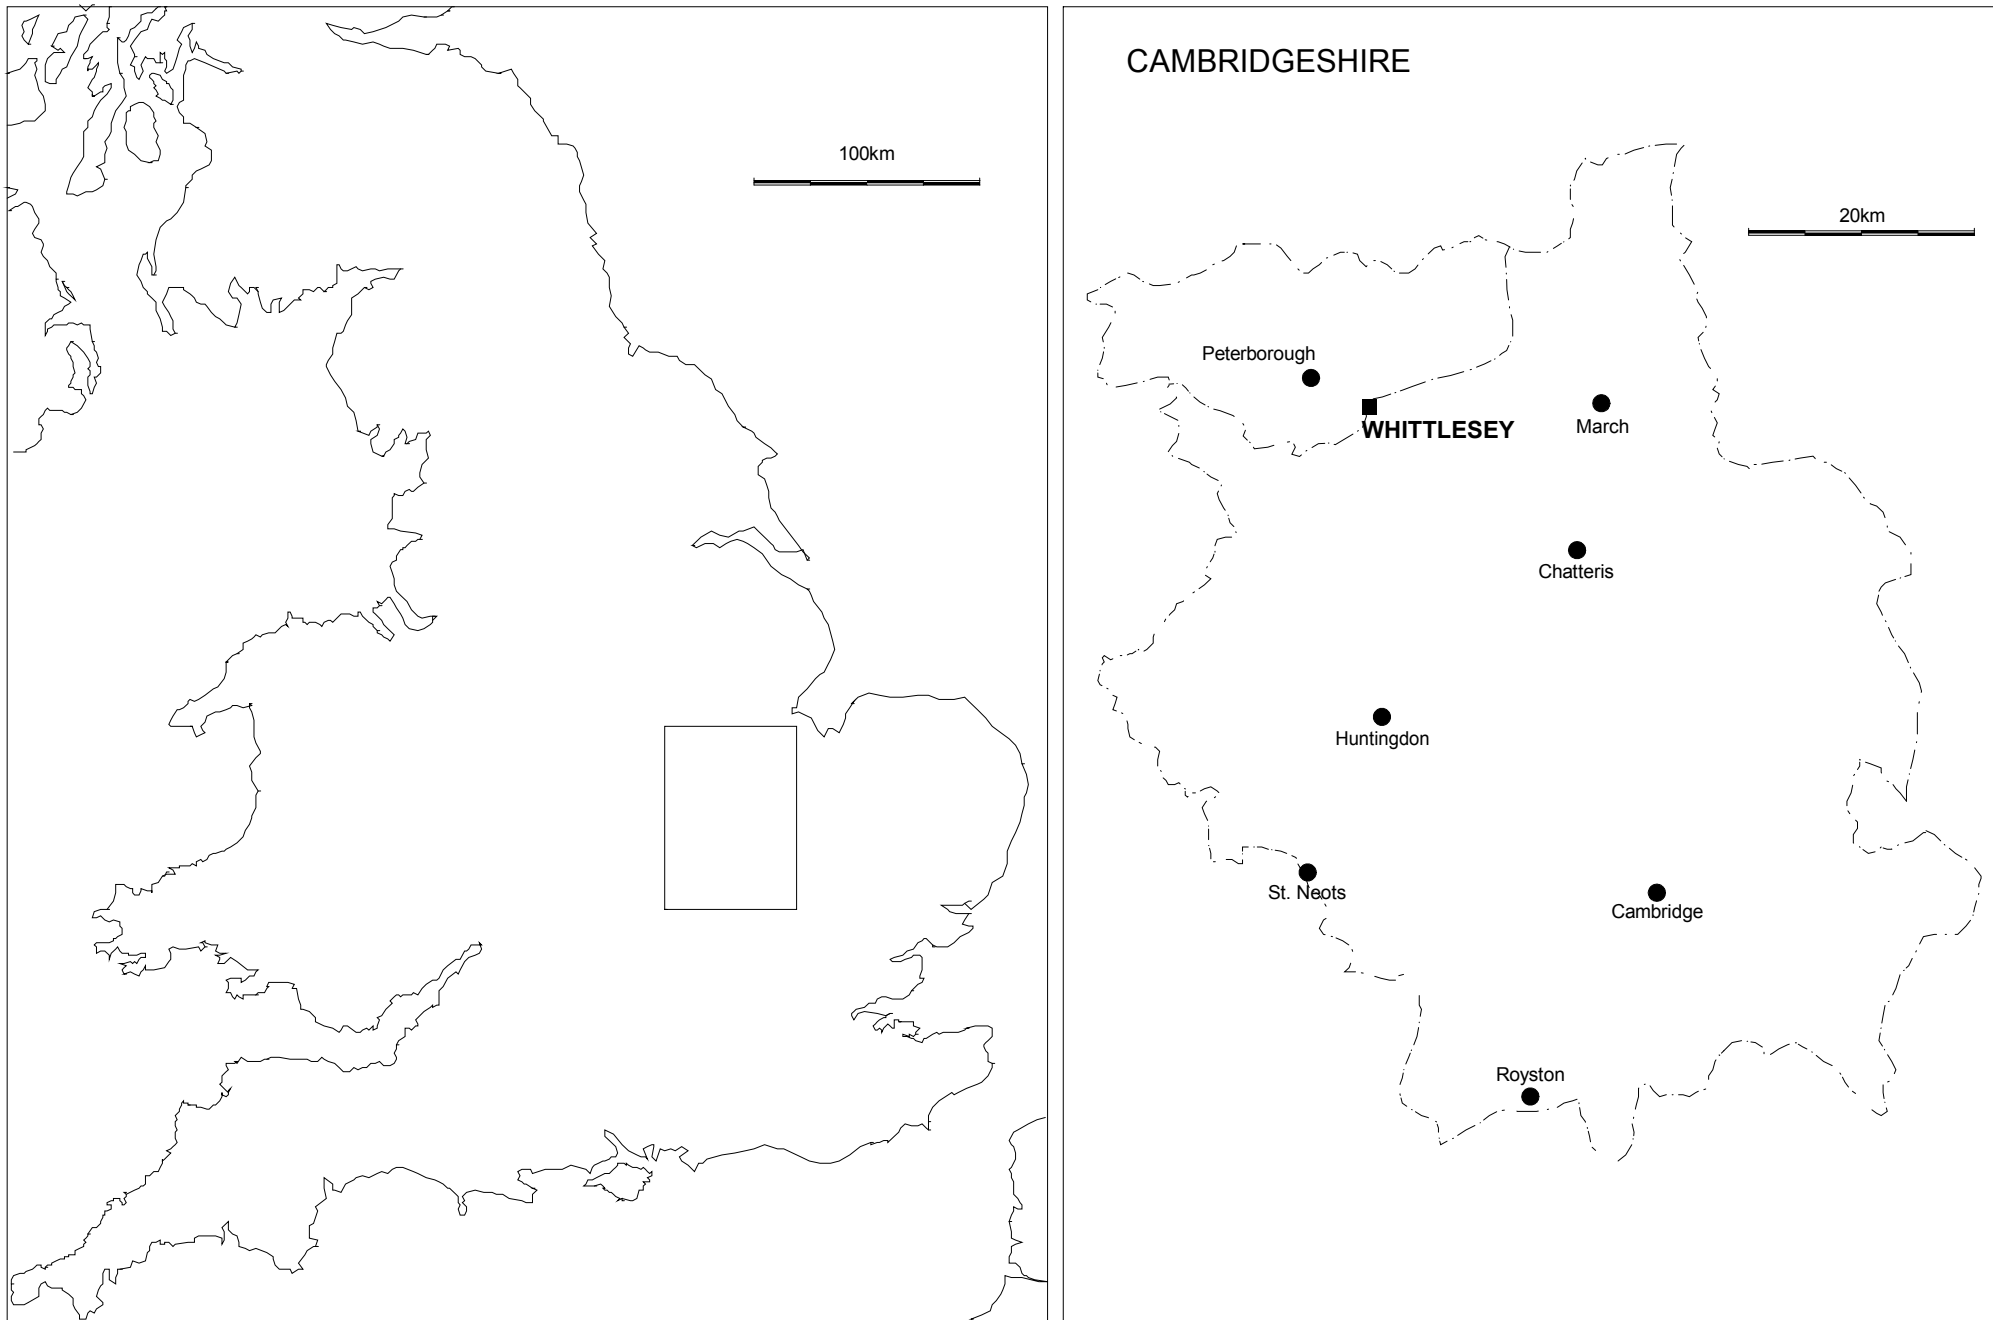 100km
CAMBRIDGESHIRE
20km
Peterborough
WHITTLESEY
March
Chatteris
Huntingdon
St. Neots
Cambridge
Royston